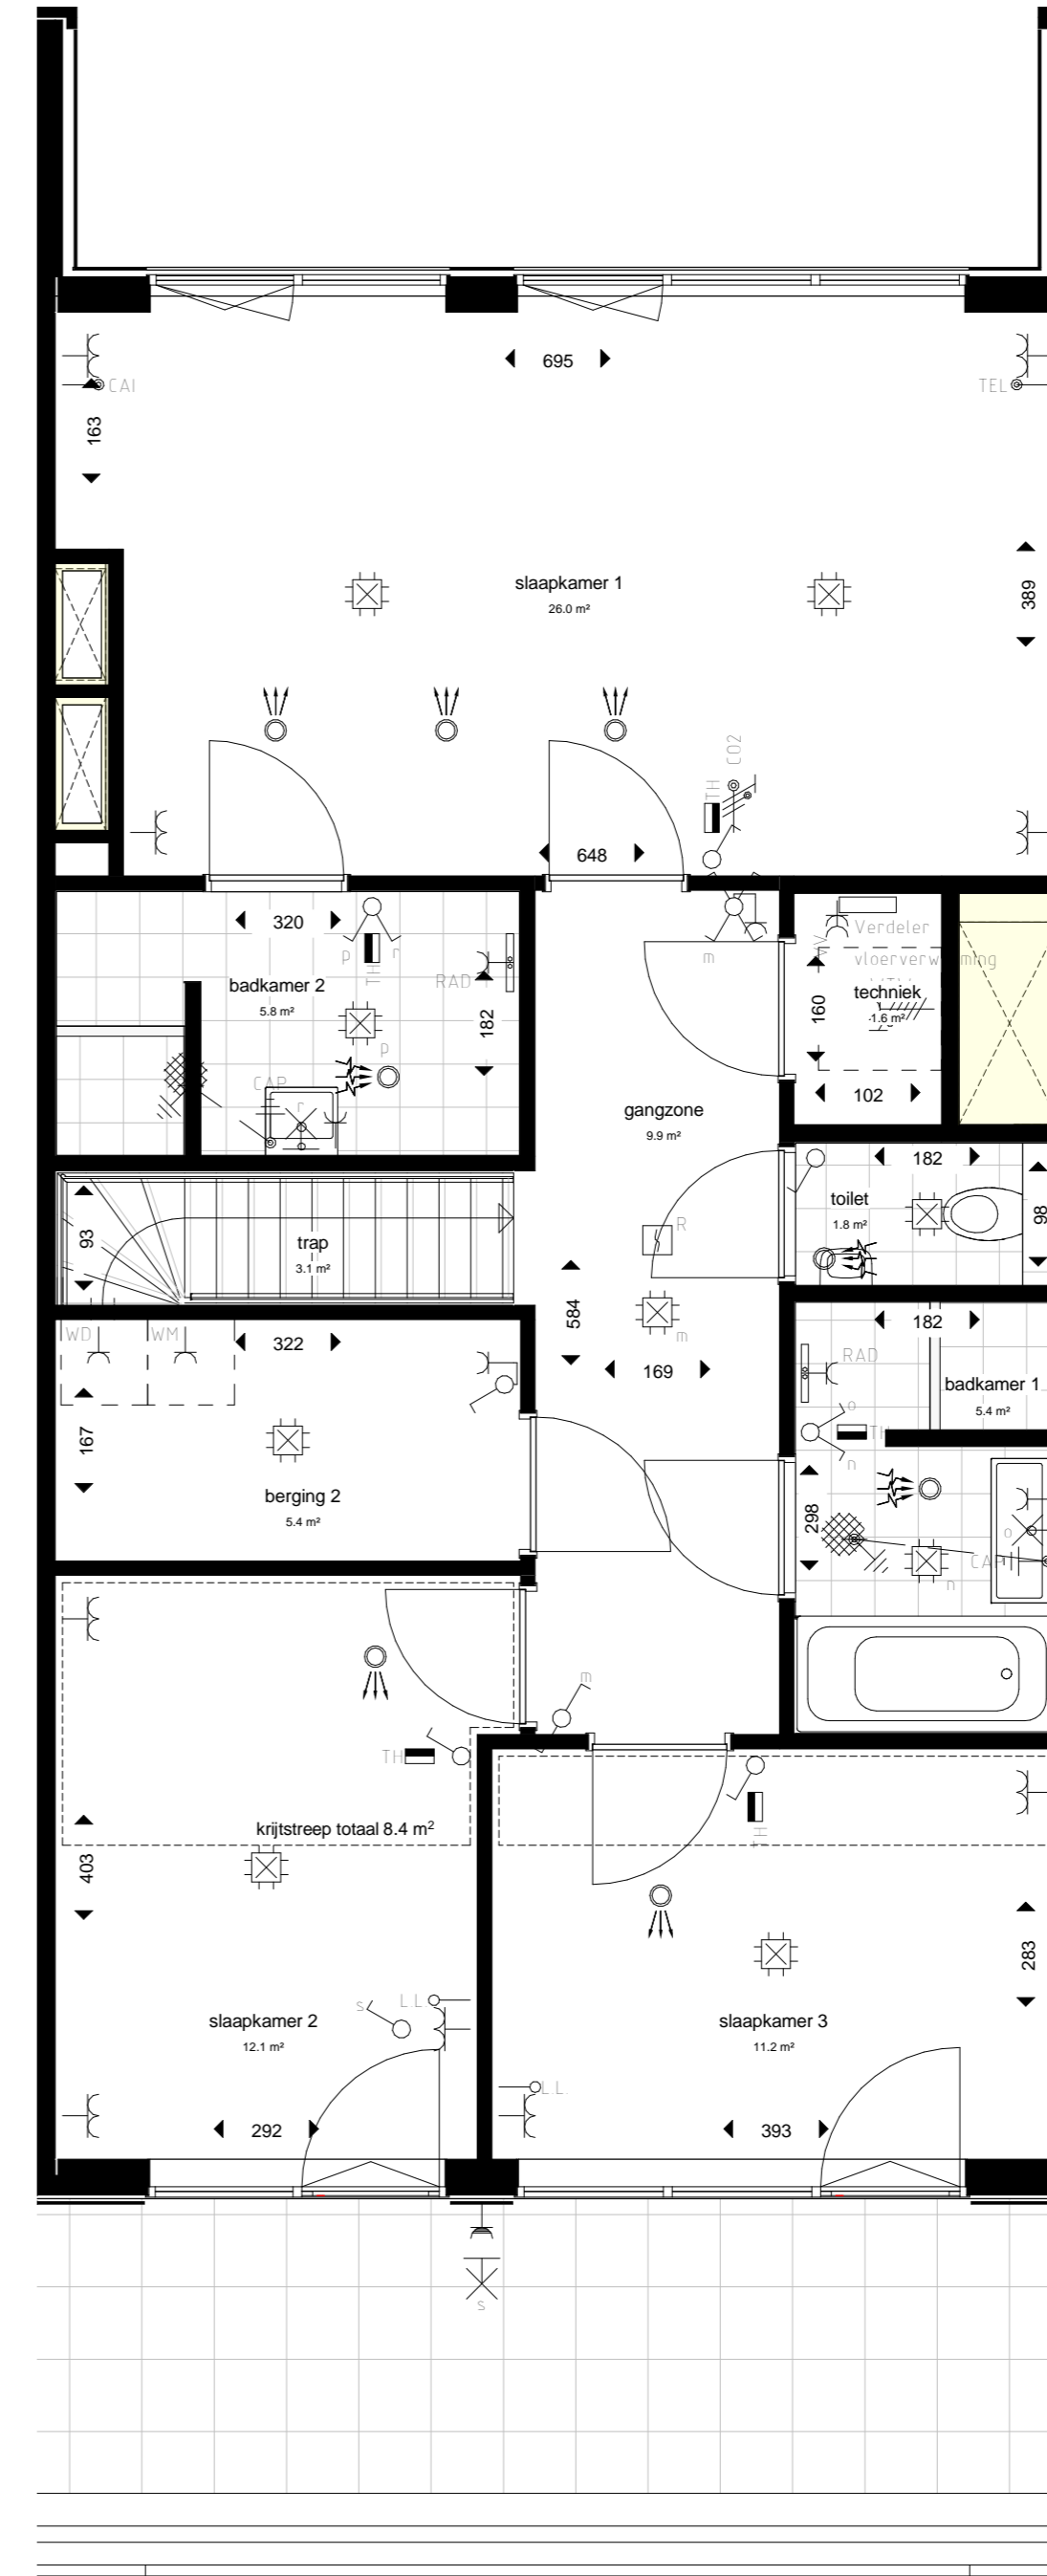 695
CAI
TEL
163
slaapkamer 1
26.0 m²
389
CO2
TH
648
320
p
r
TH
RAD
badkamer 2
5.8 m²
182
p
CAP
r
m
Verdeler
vloerverwarming
techniek
1.6 m²
160
102
gangzone
9.9 m²
182
toilet
1.8 m²
98
R
93
trap
3.1 m²
584
m
169
WD
WM
322
167
berging 2
5.4 m²
182
RAD
badkamer 1
5.4 m²
o
TH
n
298
o
CAP
n
m
TH
TH
krijtstreep totaal 8.4 m²
403
283
s
L.L.
slaapkamer 2
12.1 m²
slaapkamer 3
11.2 m²
L.L.
292
393
s